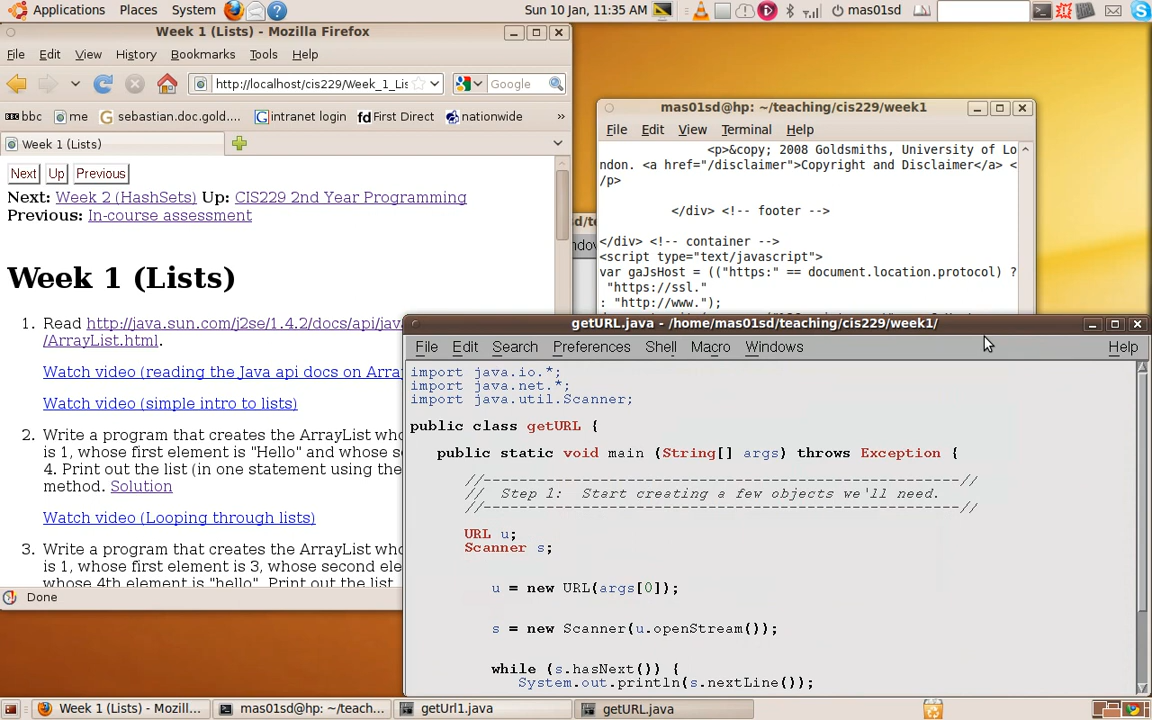 Applications Places System
Sun 10 Jan, 11:35 AM
mas01sd
Week 1 (Lists) - Mozilla Firefox
File Edit View History Bookmarks Tools Help
http://localhost/cis229/Week_1_Lis
Google
bbc me sebastian.doc.gold.... intranet login fd First Direct nationwide »
Week 1 (Lists)
Next Up Previous
Next: Week 2 (HashSets) Up: CIS229 2nd Year Programming
Previous: In-course assessment
Week 1 (Lists)
1. Read http://java.sun.com/j2se/1.4.2/docs/api/java
/ArrayList.html.
Watch video (reading the Java api docs on Arra
Watch video (simple intro to lists)
2. Write a program that creates the ArrayList who
is 1, whose first element is "Hello" and whose s
4. Print out the list (in one statement using the
method. Solution
Watch video (Looping through lists)
3. Write a program that creates the ArrayList who
is 1, whose first element is 3, whose second ele
whose 4th element is "hello". Print out the list
Done
mas01sd@hp: ~/teaching/cis229/week1
File Edit View Terminal Help
<p>&copy; 2008 Goldsmiths, University of Lo
ndon. <a href="/disclaimer">Copyright and Disclaimer</a> <
/p>
</div> <!-- footer -->
</div> <!-- container -->
<script type="text/javascript">
var gaJsHost = (("https:" == document.location.protocol) ?
"https://ssl."
: "http://www.");
getURL.java - /home/mas01sd/teaching/cis229/week1/
File Edit Search Preferences Shell Macro Windows Help
import java.io.*;
import java.net.*;
import java.util.Scanner;
public class getURL {
public static void main (String[] args) throws Exception {
//------------------------------------------------------//
// Step 1: Start creating a few objects we'll need.
//------------------------------------------------------//
URL u;
Scanner s;
u = new URL(args[0]);
s = new Scanner(u.openStream());
while (s.hasNext()) {
System.out.println(s.nextLine());
Week 1 (Lists) - Mozill...
mas01sd@hp: ~/teach...
getUrl1.java
getURL.java